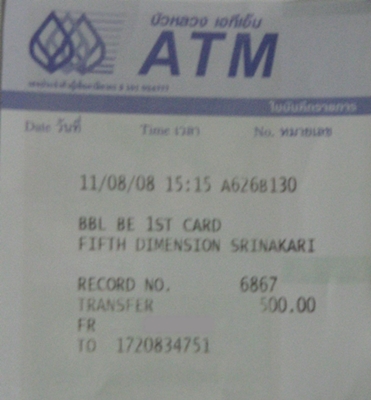 บัวหลวง เอทีเอ็ม
ATM
ใบบันทึกรายการ
Date วันที่ Time เวลา No. หมายเลข
11/08/08 15:15 A626B130
BBL BE 1ST CARD
FIFTH DIMENSION SRINAKARI
RECORD NO. 6867
TRANSFER 500.00
FR
TO 1720834751